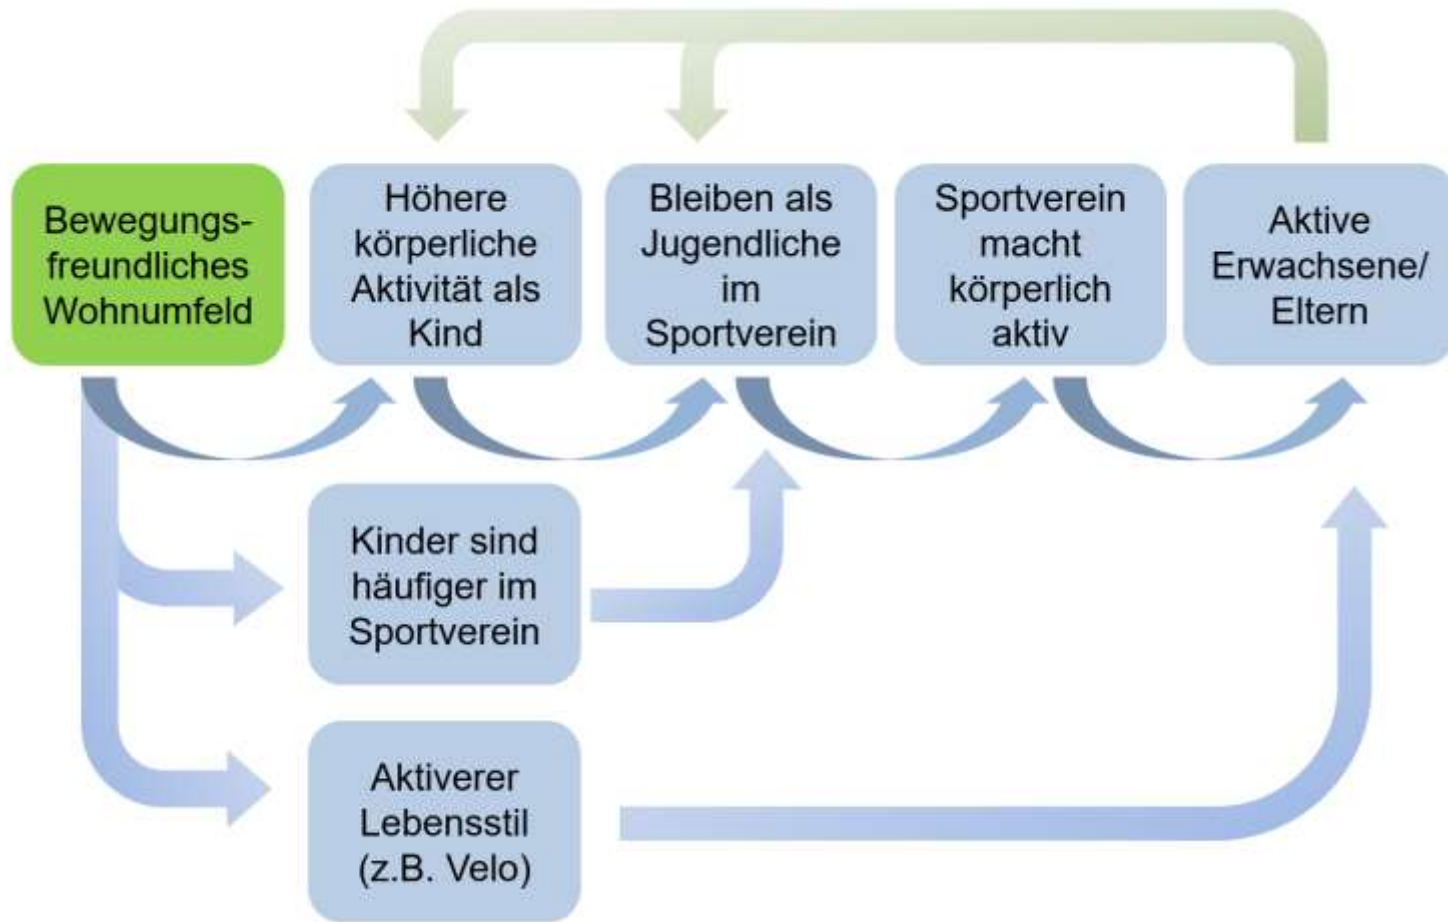 Bewegungs-
freundliches
Wohnumfeld
Höhere
körperliche
Aktivität als
Kind
Bleiben als
Jugendliche
im
Sportverein
Sportverein
macht
körperlich
aktiv
Aktive
Erwachsene/
Eltern
Kinder sind
häufiger im
Sportverein
Aktiverer
Lebensstil
(z.B. Velo)